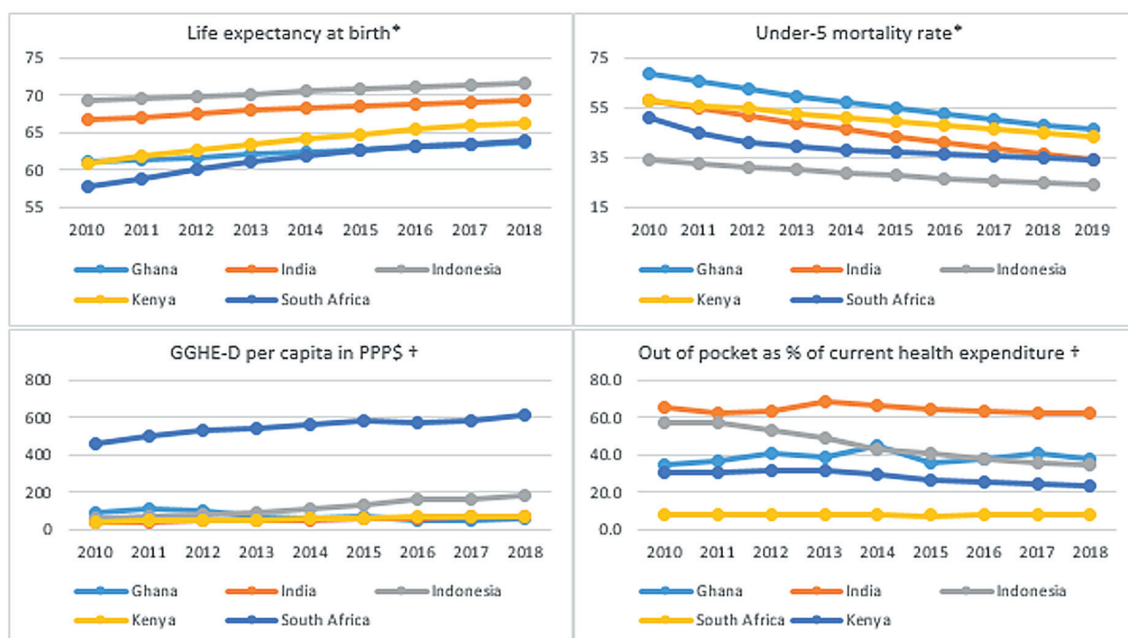 Life expectancy at birth*
75
70
65
60
55
2010 2011 2012 2013 2014 2015 2016 2017 2018
Ghana India Indonesia
Kenya South Africa
Under-5 mortality rate*
75
55
35
15
2010 2011 2012 2013 2014 2015 2016 2017 2018 2019
Ghana India Indonesia
Kenya South Africa
GGHE-D per capita in PPP$ †
800
600
400
200
0
2010 2011 2012 2013 2014 2015 2016 2017 2018
Ghana India Indonesia
Kenya South Africa
Out of pocket as % of current health expenditure †
80.0
60.0
40.0
20.0
0.0
2010 2011 2012 2013 2014 2015 2016 2017 2018
Ghana India Indonesia
South Africa Kenya